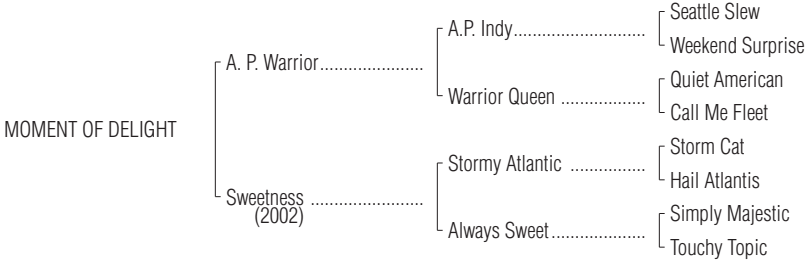 Seattle Slew
A.P. Indy............................
Weekend Surprise
A. P. Warrior......................
Quiet American
Warrior Queen ..................
Call Me Fleet
MOMENT OF DELIGHT
Storm Cat
Stormy Atlantic ................
Hail Atlantis
Sweetness ........................
(2002)
Simply Majestic
Always Sweet....................
Touchy Topic